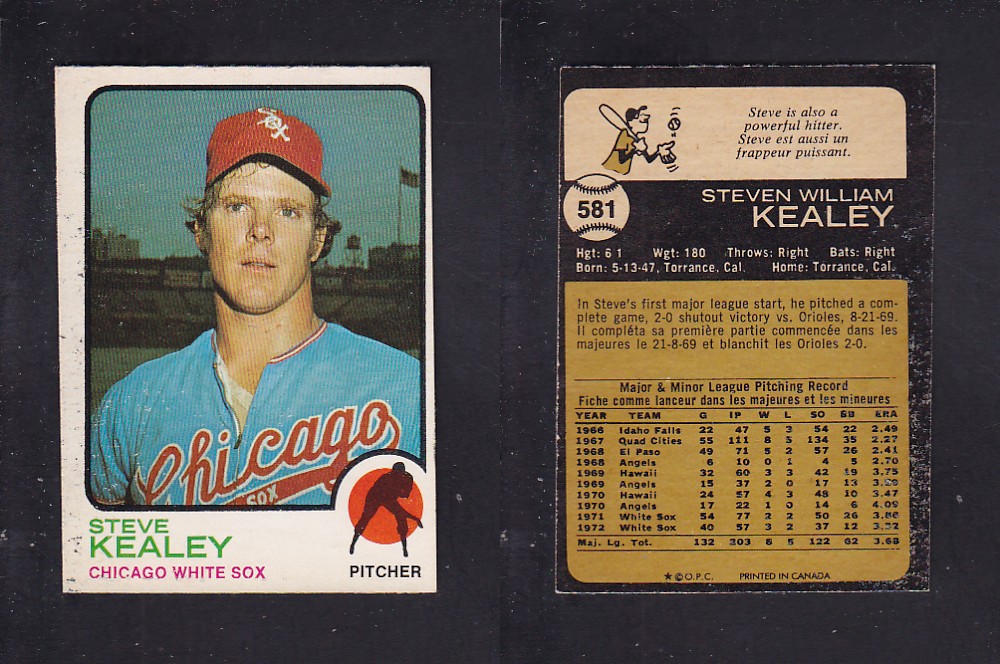 SOX
Chicago
SOX
STEVE
KEALEY
CHICAGO WHITE SOX
PITCHER
Steve is also a
powerful hitter.
Steve est aussi un
frappeur puissant.
581
STEVEN WILLIAM
KEALEY
Hgt: 6 1 Wgt: 180 Throws: Right Bats: Right
Born: 5-13-47, Torrance, Cal. Home: Torrance, Cal.
In Steve's first major league start, he pitched a com-
plete game, 2-0 shutout victory vs. Orioles, 8-21-69.
Il compléta sa première partie commencée dans les
majeures le 21-8-69 et blanchit les Orioles 2-0.
Major & Minor League Pitching Record
Fiche comme lanceur dans les majeures et les mineures
YEAR TEAM G IP W L SO BB ERA
1966 Idaho Falls 22 47 5 3 54 22 2.49
1967 Quad Cities 55 111 8 5 134 35 2.27
1968 El Paso 49 71 5 2 57 26 2.41
1968 Angels 6 10 0 1 4 5 2.70
1969 Hawaii 32 60 3 3 42 19 3.75
1969 Angels 15 37 2 0 17 13
1970 Hawaii 24 57 4 3 48 10 3.47
1970 Angels 17 22 1 0 14 6 4.09
1971 White Sox 54 77 2 2 50 26 3.86
1972 White Sox 40 57 3 2 37 12 3.32
Maj. Lg. Tot. 132 203 8 5 122 62 3.68
★ © O.P.C. PRINTED IN CANADA